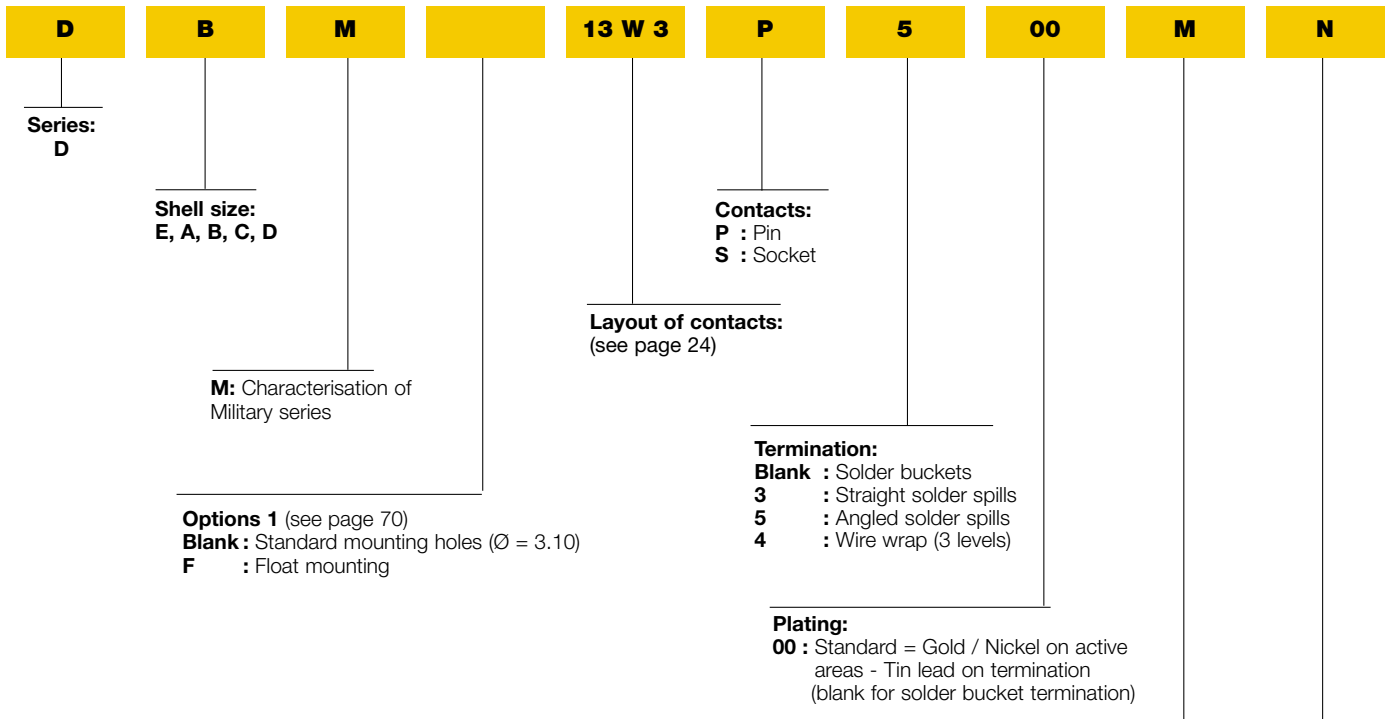 D B M 13 W 3 P 5 00 M N
Series:
D
Shell size:
E, A, B, C, D
Contacts:
P : Pin
S : Socket
Layout of contacts:
(see page 24)
M: Characterisation of
Military series
Termination:
Blank : Solder buckets
3 : Straight solder spills
5 : Angled solder spills
4 : Wire wrap (3 levels)
Options 1 (see page 70)
Blank : Standard mounting holes (Ø = 3.10)
F : Float mounting
Plating:
00 : Standard = Gold / Nickel on active
areas - Tin lead on termination
(blank for solder bucket termination)